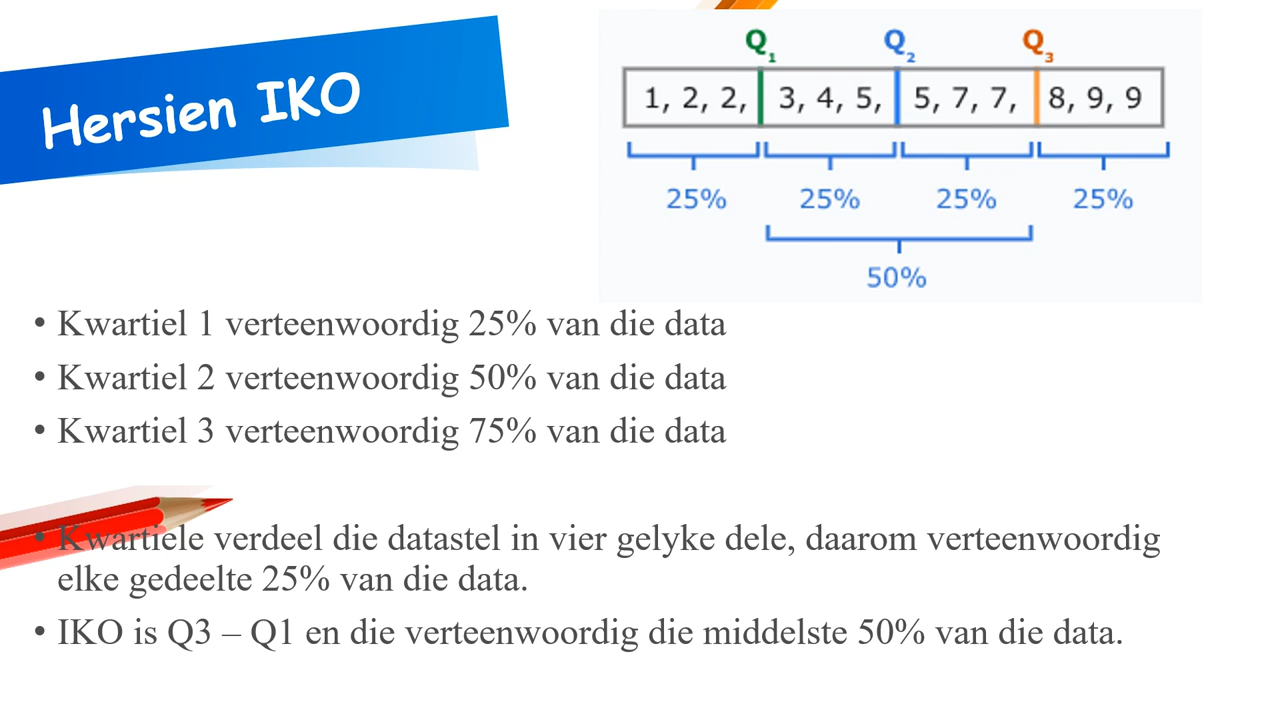 Hersien IKO
Q1 Q2 Q3
1, 2, 2, 3, 4, 5, 5, 7, 7, 8, 9, 9
25% 25% 25% 25%
50%
• Kwartiel 1 verteenwoordig 25% van die data
• Kwartiel 2 verteenwoordig 50% van die data
• Kwartiel 3 verteenwoordig 75% van die data
• Kwartiele verdeel die datastel in vier gelyke dele, daarom verteenwoordig
elke gedeelte 25% van die data.
• IKO is Q3 – Q1 en die verteenwoordig die middelste 50% van die data.